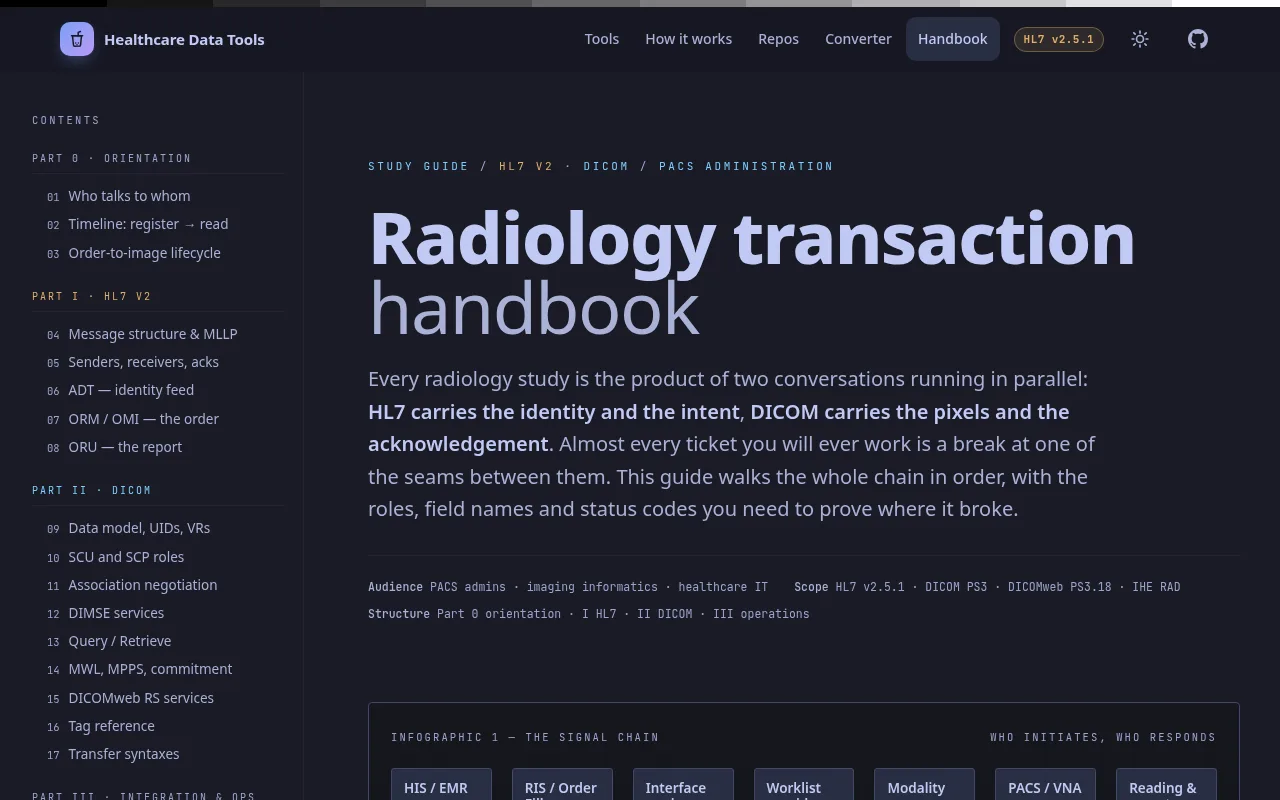 Healthcare Data Tools
Tools
How it works
Repos
Converter
Handbook
HL7 v2.5.1
CONTENTS
PART 0 · ORIENTATION
01 Who talks to whom
02 Timeline: register → read
03 Order-to-image lifecycle
PART I · HL7 V2
04 Message structure & MLLP
05 Senders, receivers, acks
06 ADT — identity feed
07 ORM / OMI — the order
08 ORU — the report
PART II · DICOM
09 Data model, UIDs, VRs
10 SCU and SCP roles
11 Association negotiation
12 DIMSE services
13 Query / Retrieve
14 MWL, MPPS, commitment
15 DICOMweb RS services
16 Tag reference
17 Transfer syntaxes
PART III · INTEGRATION & OPS
STUDY GUIDE / HL7 V2 · DICOM / PACS ADMINISTRATION
Radiology transaction
handbook
Every radiology study is the product of two conversations running in parallel:
HL7 carries the identity and the intent, DICOM carries the pixels and the
acknowledgement. Almost every ticket you will ever work is a break at one of
the seams between them. This guide walks the whole chain in order, with the
roles, field names and status codes you need to prove where it broke.
Audience PACS admins · imaging informatics · healthcare IT Scope HL7 v2.5.1 · DICOM PS3 · DICOMweb PS3.18 · IHE RAD
Structure Part 0 orientation · I HL7 · II DICOM · III operations
INFOGRAPHIC 1 — THE SIGNAL CHAIN
WHO INITIATES, WHO RESPONDS
HIS / EMR
RIS / Order
Interface
Worklist
Modality
PACS / VNA
Reading &